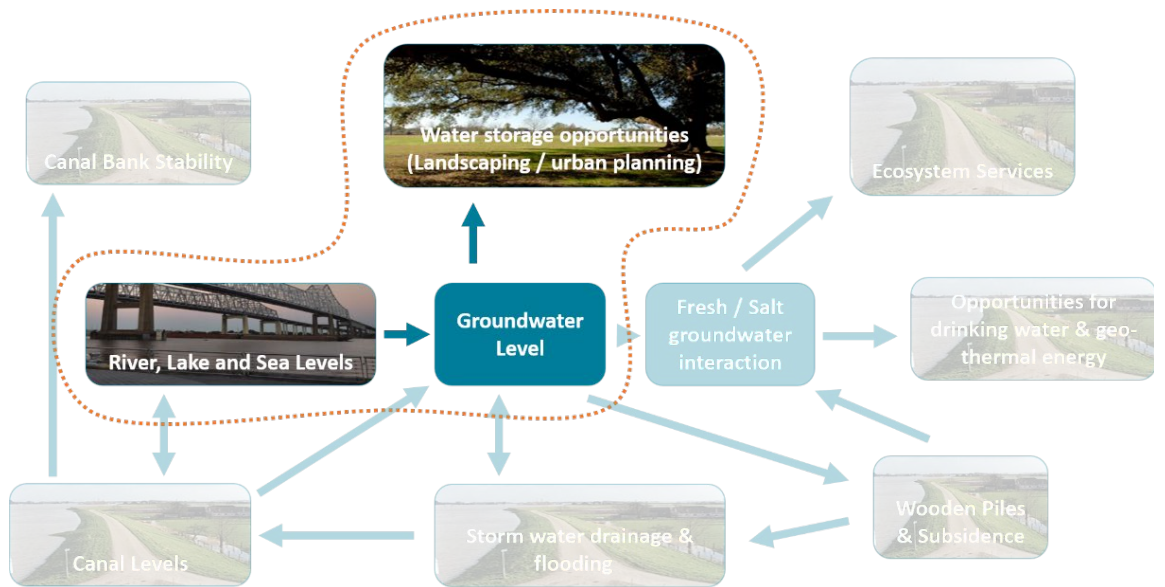 Water storage opportunities
(Landscaping / urban planning)
Canal Bank Stability
Ecosystem Services
River, Lake and Sea Levels
Groundwater
Level
Fresh / Salt
groundwater
interaction
Opportunities for
drinking water & geo-
thermal energy
Canal Levels
Storm water drainage &
flooding
Wooden Piles
& Subsidence